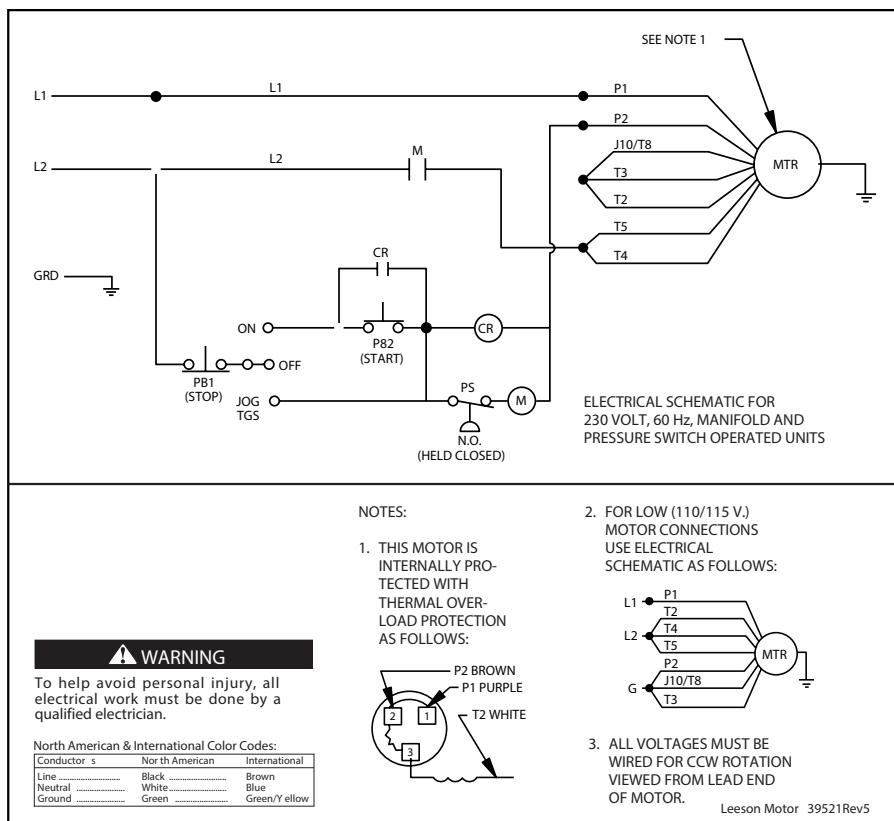 SEE NOTE 1
L1
L1
P1
P2
J10/T8
L2
L2
M
T3
MTR
T2
T5
T4
GRD
CR
ON
CR
P82
(START)
OFF
PB1
(STOP)
JOG
TGS
PS
M
N.O.
(HELD CLOSED)
ELECTRICAL SCHEMATIC FOR
230 VOLT, 60 Hz, MANIFOLD AND
PRESSURE SWITCH OPERATED UNITS
WARNING
To help avoid personal injury, all
electrical work must be done by a
qualified electrician.
North American & International Color Codes:
Conductor s Nor th American International
Line .............................. Black ............................ Brown
Neutral ........................ White ............................ Blue
Ground ........................ Green .......................... Green/Y ellow
NOTES:
1. THIS MOTOR IS
INTERNALLY PRO-
TECTED WITH
THERMAL OVER-
LOAD PROTECTION
AS FOLLOWS:
P2 BROWN
P1 PURPLE
T2 WHITE
2
1
3
2. FOR LOW (110/115 V.)
MOTOR CONNECTIONS
USE ELECTRICAL
SCHEMATIC AS FOLLOWS:
L1
P1
T2
L2
T4
T5
MTR
P2
G
J10/T8
T3
3. ALL VOLTAGES MUST BE
WIRED FOR CCW ROTATION
VIEWED FROM LEAD END
OF MOTOR.
Leeson Motor 39521Rev5